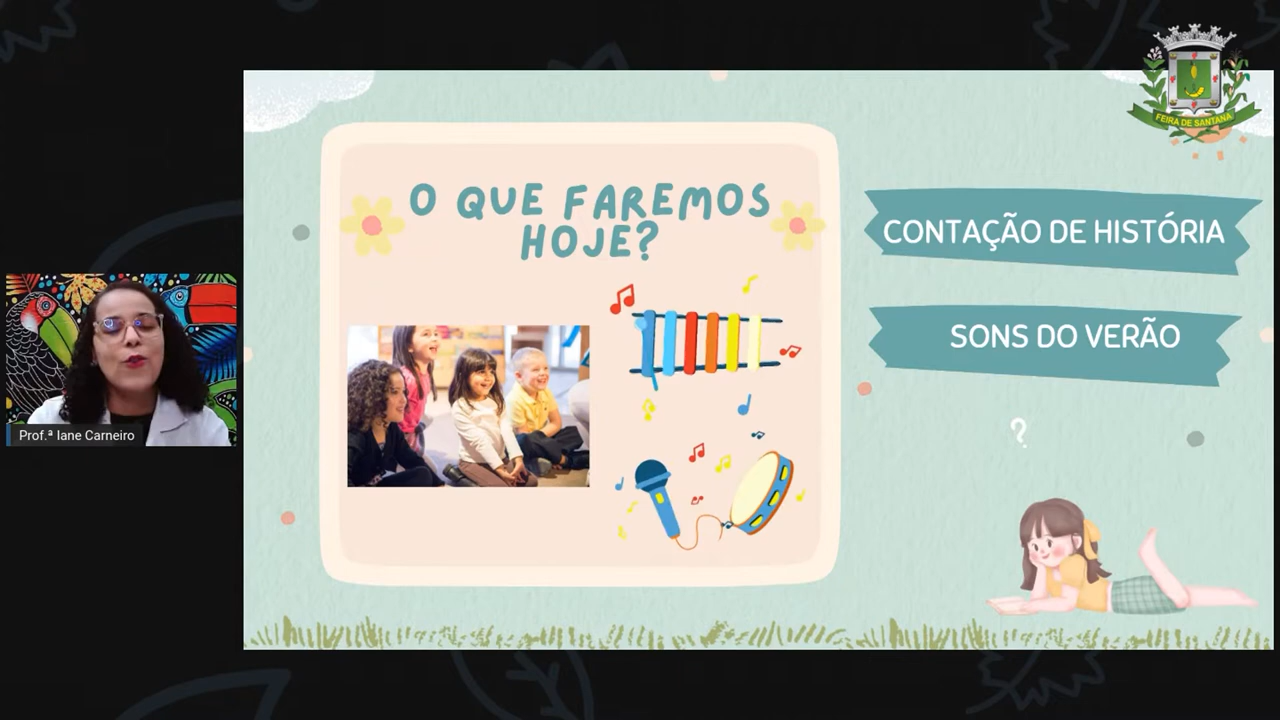 FEIRA DE SANTANA
O QUE FAREMOS
HOJE?
CONTAÇÃO DE HISTÓRIA
SONS DO VERÃO
?
Prof.ª Iane Carneiro